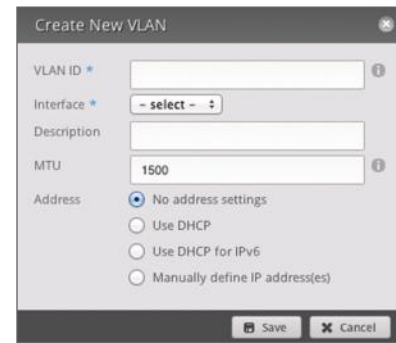 Create New VLAN
VLAN ID *
Interface * - select -
Description
MTU 1500
Address No address settings
Use DHCP
Use DHCP for IPv6
Manually define IP address(es)
Save Cancel